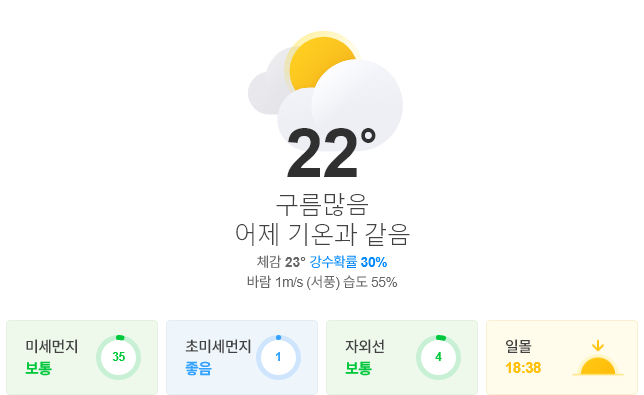 22°
구름많음
어제 기온과 같음
체감 23° 강수확률 30%
바람 1m/s (서풍) 습도 55%
미세먼지
보통
35
초미세먼지
좋음
1
자외선
보통
4
일몰
18:38